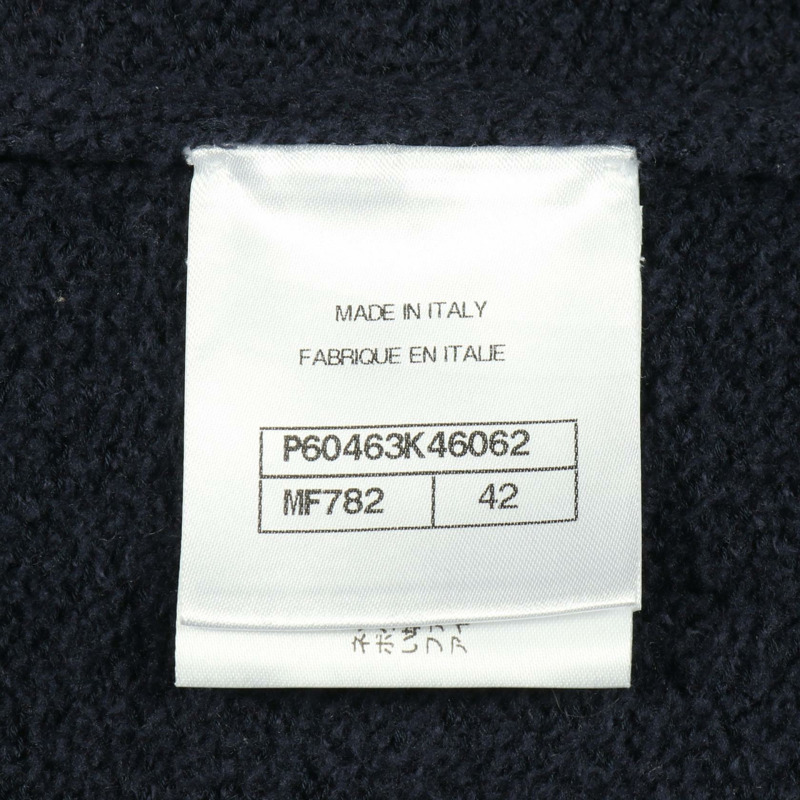 MADE IN ITALY
FABRIQUE EN ITALIE
P60463K46062
MF782 42